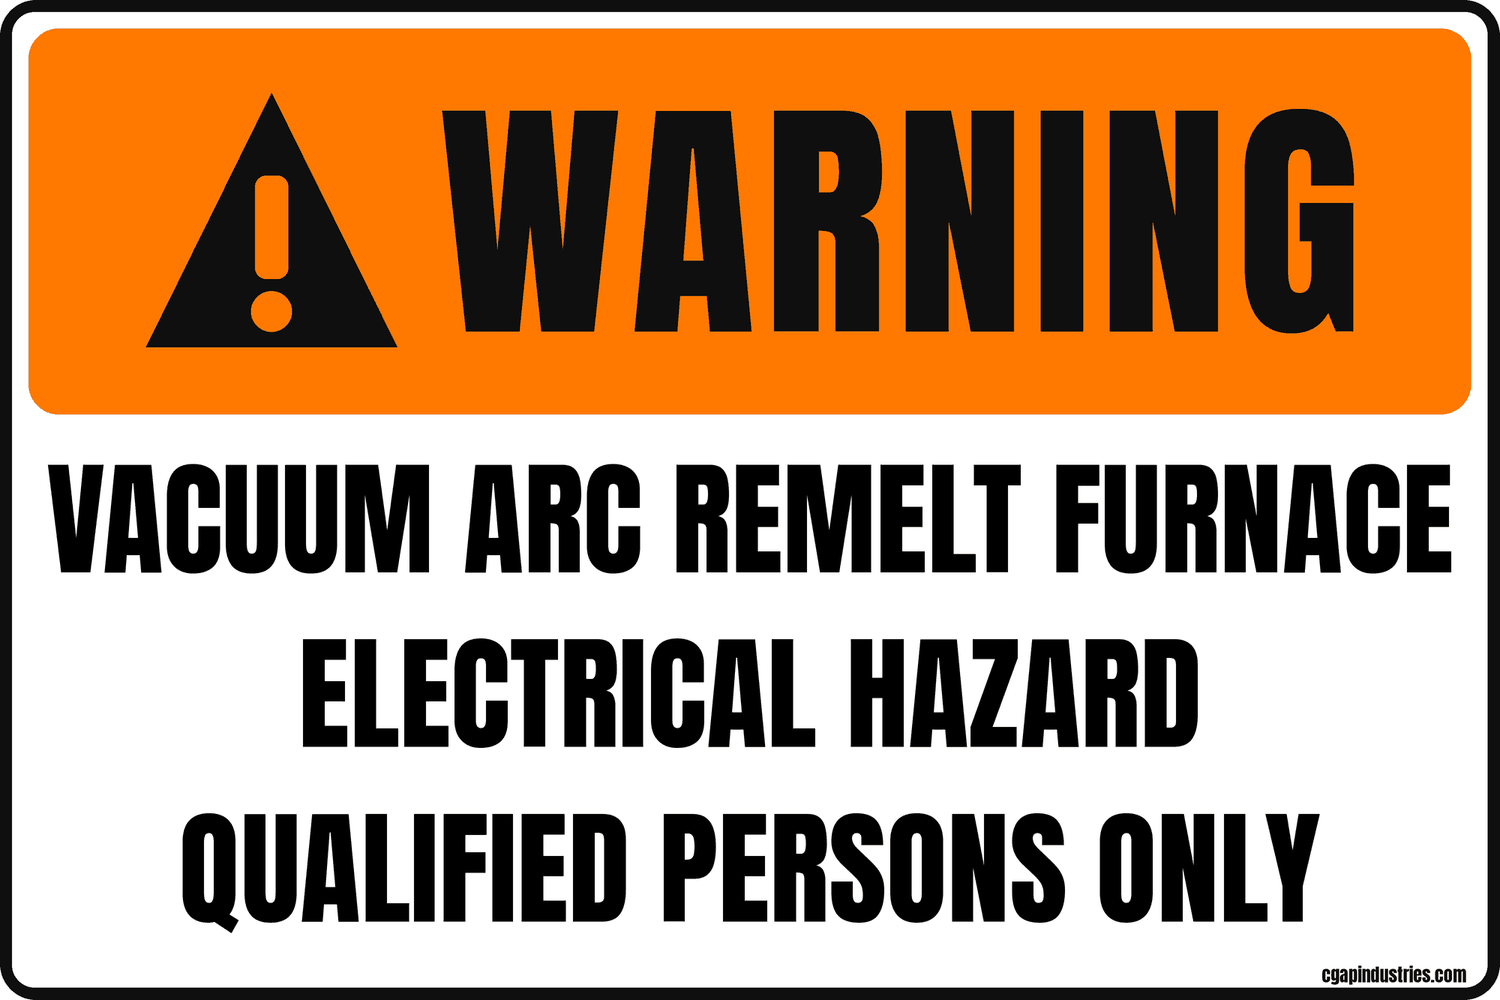 WARNING
VACUUM ARC REMELT FURNACE
ELECTRICAL HAZARD
QUALIFIED PERSONS ONLY
cgapindustries.com